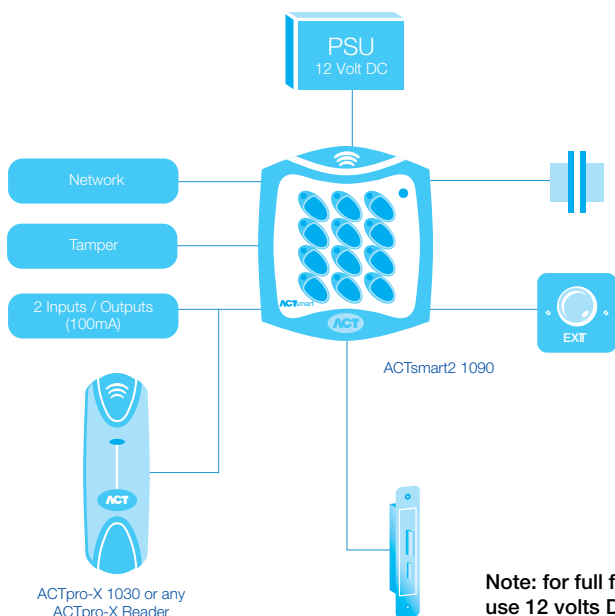 PSU
12 Volt DC
Network
Tamper
2 Inputs / Outputs
(100mA)
ACTsmart
ACT
EXIT
ACTsmart2 1090
ACT
ACTpro-X 1030 or any
ACTpro-X Reader
Note: for full f
use 12 volts D